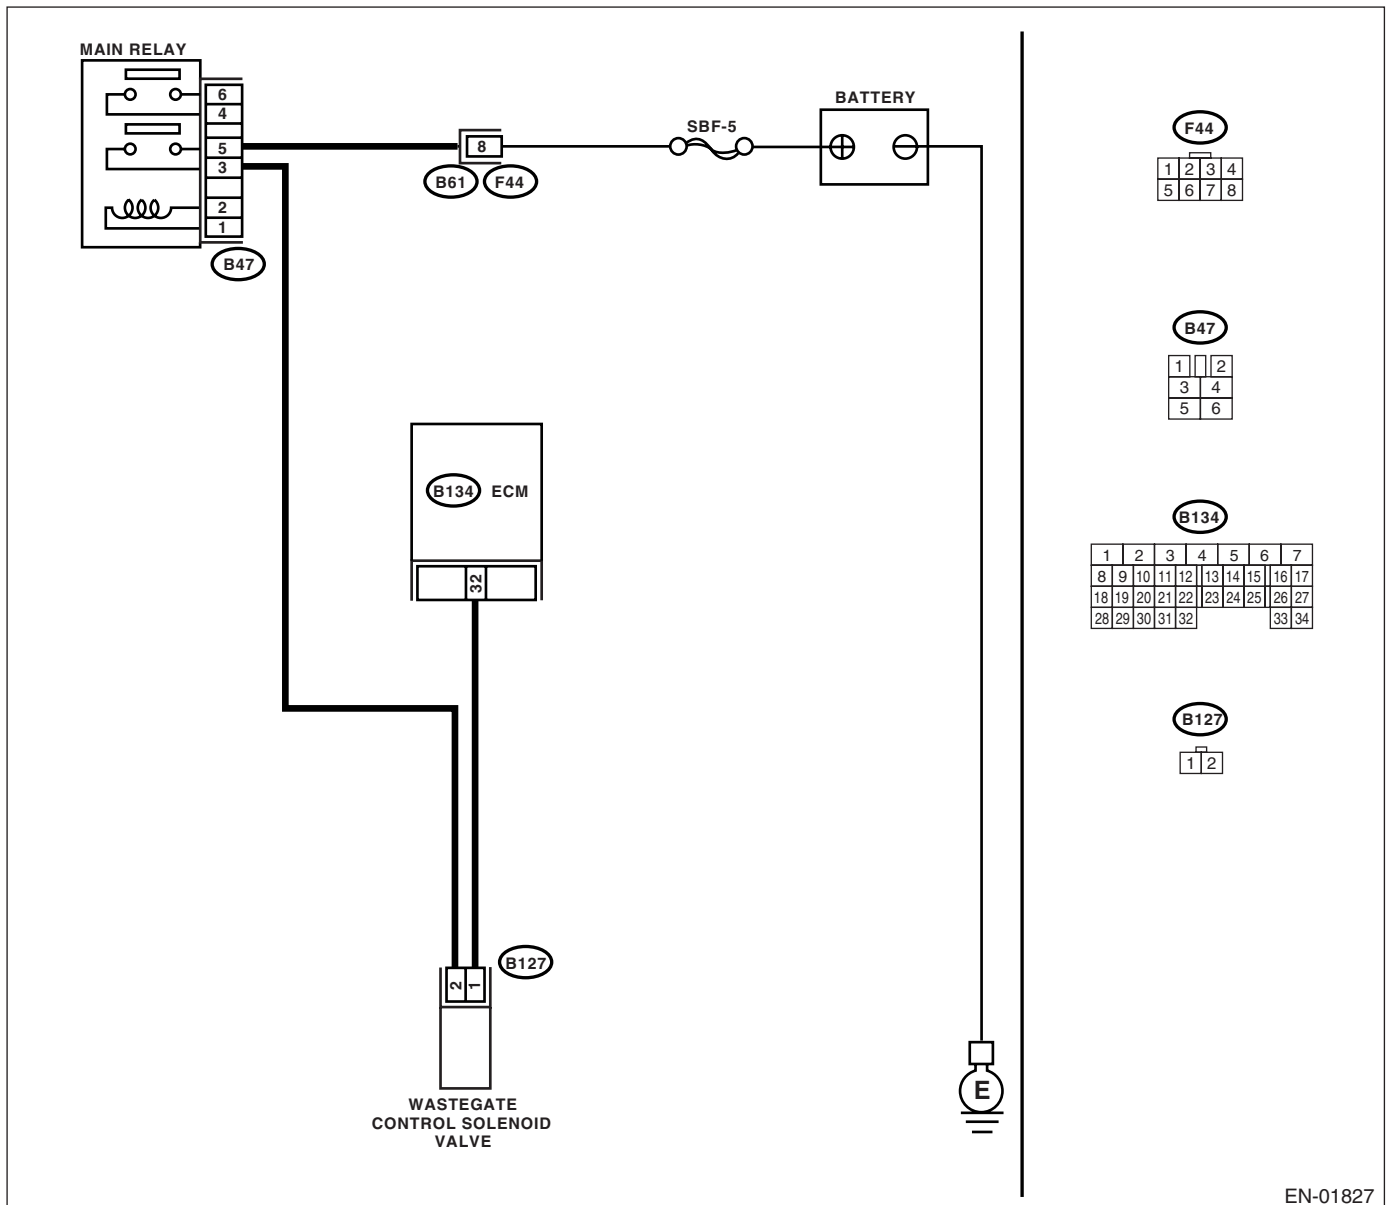 MAIN RELAY
6
4
5
3
2
1
B47
8
B61
F44
SBF-5
BATTERY
B134
ECM
32
B127
2 1
WASTEGATE
CONTROL SOLENOID
VALVE
E
F44
1 2 3 4
5 6 7 8
B47
1 2
3 4
5 6
B134
1 2 3 4 5 6 7
8 9 10 11 12 13 14 15 16 17
18 19 20 21 22 23 24 25 26 27
28 29 30 31 32 33 34
B127
1 2
EN-01827